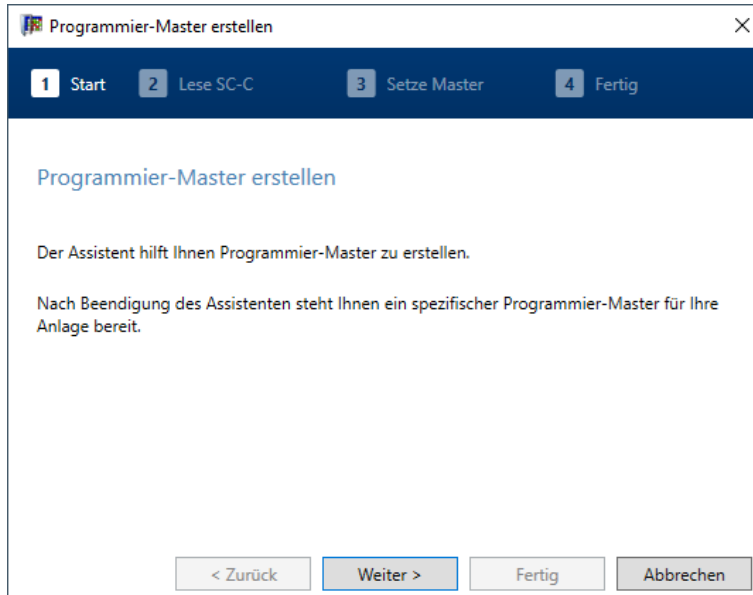 Programmier-Master erstellen
1 Start 2 Lese SC-C 3 Setze Master 4 Fertig
Programmier-Master erstellen
Der Assistent hilft Ihnen Programmier-Master zu erstellen.
Nach Beendigung des Assistenten steht Ihnen ein spezifischer Programmier-Master für Ihre
Anlage bereit.
< Zurück Weiter > Fertig Abbrechen